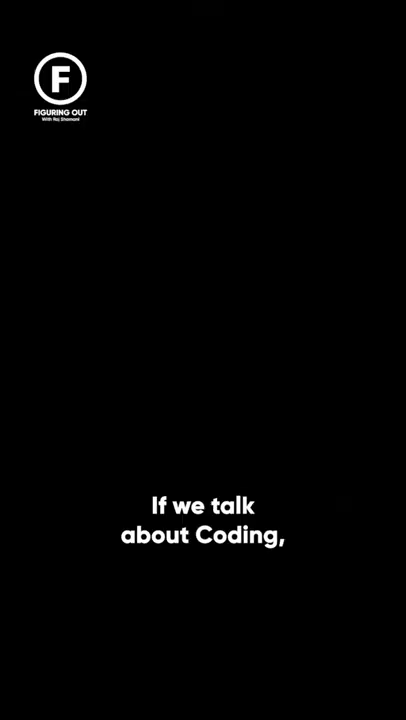 F
FIGURING OUT
With Raj Shamani
If we talk
about Coding,